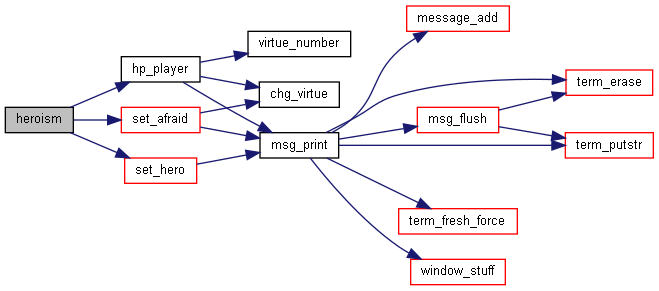 heroism
hp_player
set_afraid
set_hero
virtue_number
chg_virtue
msg_print
message_add
msg_flush
term_fresh_force
window_stuff
term_erase
term_putstr